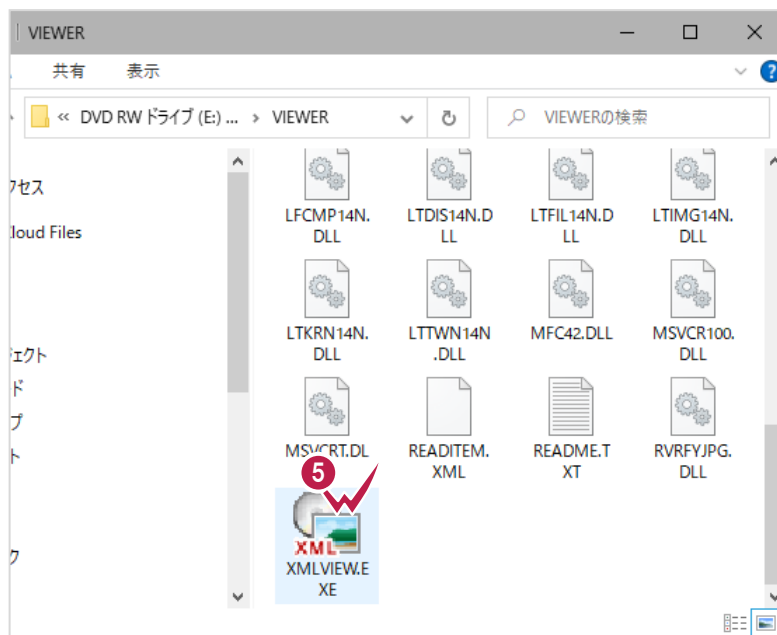 VIEWER
共有 表示
« DVD RW ドライブ (E:) ... › VIEWER
VIEWERの検索
クセス
loud Files
ジェクト
ド
プ
ト
ク
LFCMP14N.
DLL
LTDIS14N.D
LL
LTFIL14N.D
LL
LTIMG14N.
DLL
LTKRN14N.
DLL
LTTWN14N
.DLL
MFC42.DLL
MSVCR100.
DLL
MSVCRT.DL
READITEM.
XML
README.T
XT
RVRFYJPG.
DLL
5
XML
XMLVIEW.E
XE